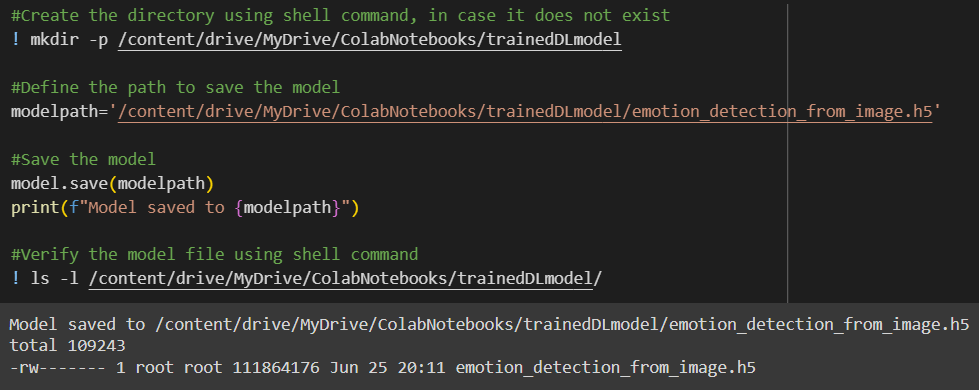 #Create the directory using shell command, in case it does not exist
! mkdir -p /content/drive/MyDrive/ColabNotebooks/trainedDLmodel
#Define the path to save the model
modelpath='/content/drive/MyDrive/ColabNotebooks/trainedDLmodel/emotion_detection_from_image.h5'
#Save the model
model.save(modelpath)
print(f"Model saved to {modelpath}")
#Verify the model file using shell command
! ls -l /content/drive/MyDrive/ColabNotebooks/trainedDLmodel/
Model saved to /content/drive/MyDrive/ColabNotebooks/trainedDLmodel/emotion_detection_from_image.h5
total 109243
-rw------- 1 root root 111864176 Jun 25 20:11 emotion_detection_from_image.h5